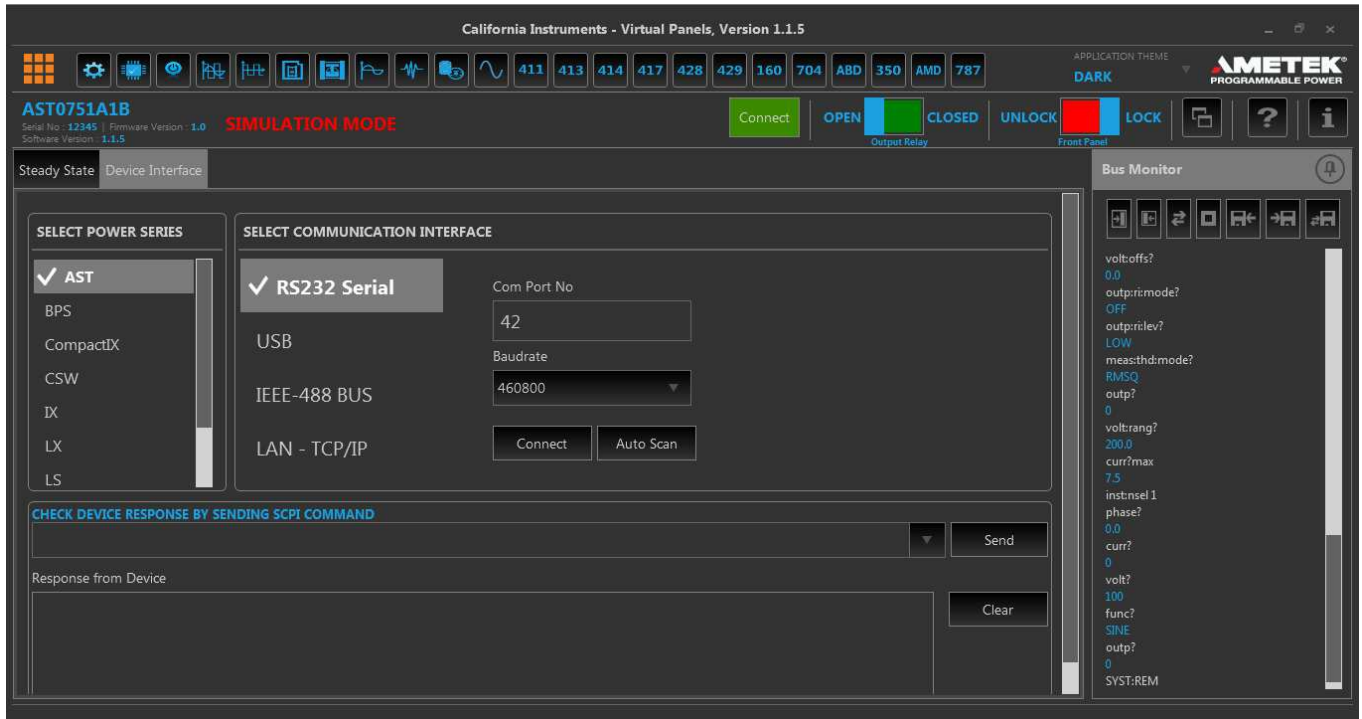 California Instruments - Virtual Panels, Version 1.1.5
411 413 414 417 428 429 160 704 ABD 350 AMD 787
APPLICATION THEME
DARK
AMETEK®
PROGRAMMABLE POWER
AST0751A1B
Serial No : 12345 | Firmware Version : 1.0
Software Version : 1.1.5
SIMULATION MODE
Connect
OPEN
CLOSED
Output Relay
UNLOCK
LOCK
Front Panel
?
i
Steady State
Device Interface
SELECT POWER SERIES
AST
BPS
CompactIX
CSW
IX
LX
LS
SELECT COMMUNICATION INTERFACE
RS232 Serial
USB
IEEE-488 BUS
LAN - TCP/IP
Com Port No
42
Baudrate
460800
Connect
Auto Scan
CHECK DEVICE RESPONSE BY SENDING SCPI COMMAND
Send
Response from Device
Clear
Bus Monitor
volt:offs?
0.0
outp:ri:mode?
OFF
outp:ri:lev?
LOW
meas:thd:mode?
RMSQ
outp?
0
volt:rang?
200.0
curr?max
7.5
inst:nsel 1
phase?
0.0
curr?
0
volt?
100
func?
SINE
outp?
0
SYST:REM